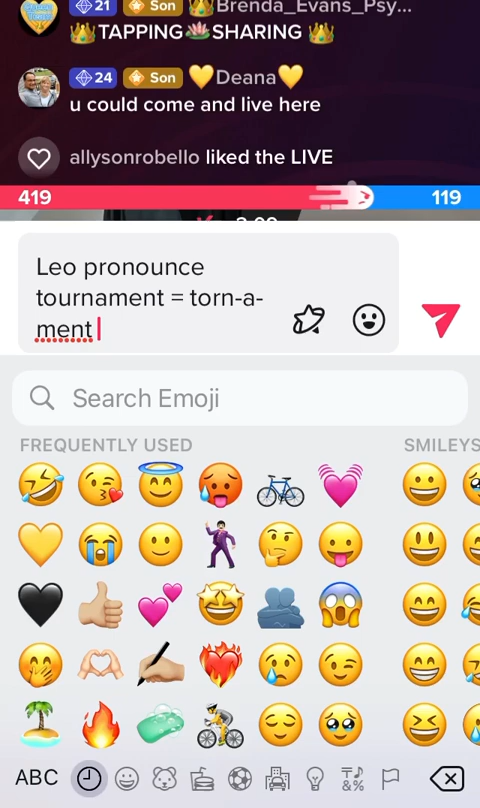 21 Son 👑Brenda_Evans_Psy...
👑TAPPING🪷SHARING 👑
24 Son 💛Deana💛
u could come and live here
allysonrobello liked the LIVE
419 119
Leo pronounce
tournament = torn-a-
ment
Search Emoji
FREQUENTLY USED SMILEYS
ABC